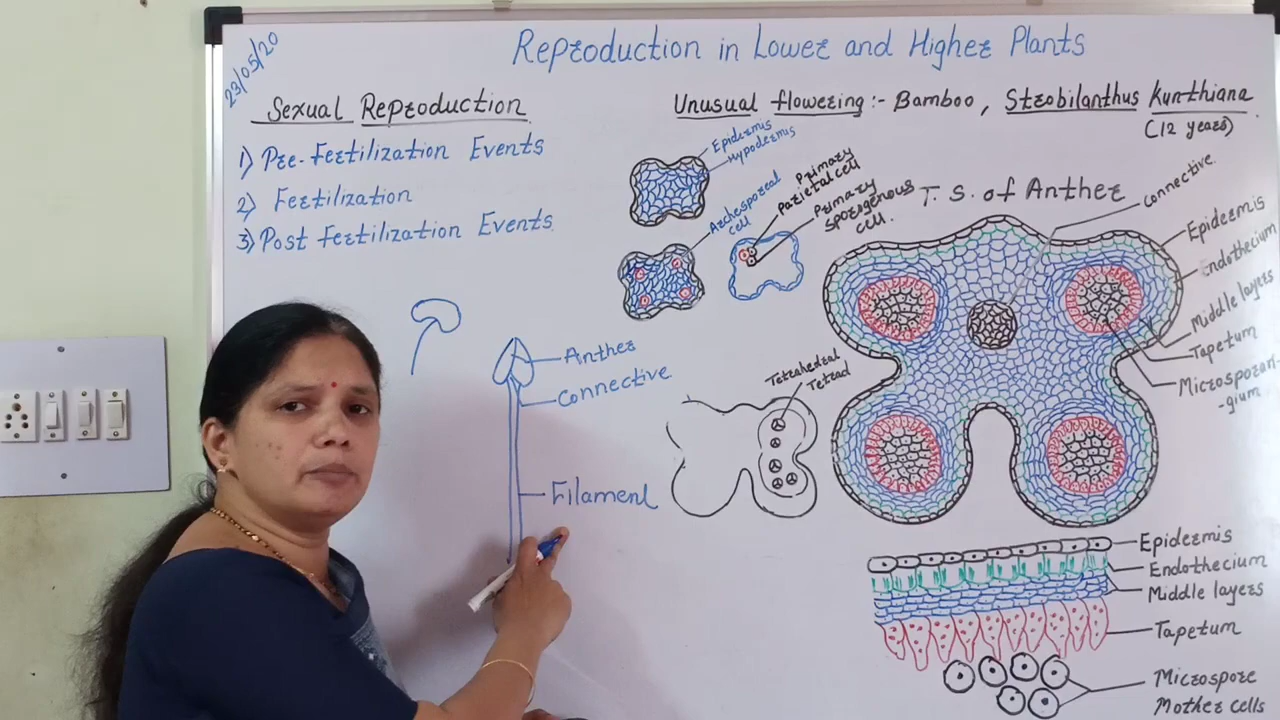 23/05/20
Reproduction in Lower and Higher Plants
Sexual Reproduction
1) Pre-Fertilization Events
2) Fertilization
3) Post Fertilization Events
Unusual flowering :- Bamboo, Strobilanthus Kunthiana
(12 years)
Epidermis
Hypodermis
Archesporeal
cell
Primary
Parietal cell
Primary
sporogenous
cell.
T. S. of Anther
Connective.
Epidermis
Endothecium
Middle layers
Tapetum
Microsporan-
-gium
Anther
Connective
Filament
Tetrahedral
Tetrad
Epidermis
Endothecium
Middle layers
Tapetum
Microspore
Mother cells